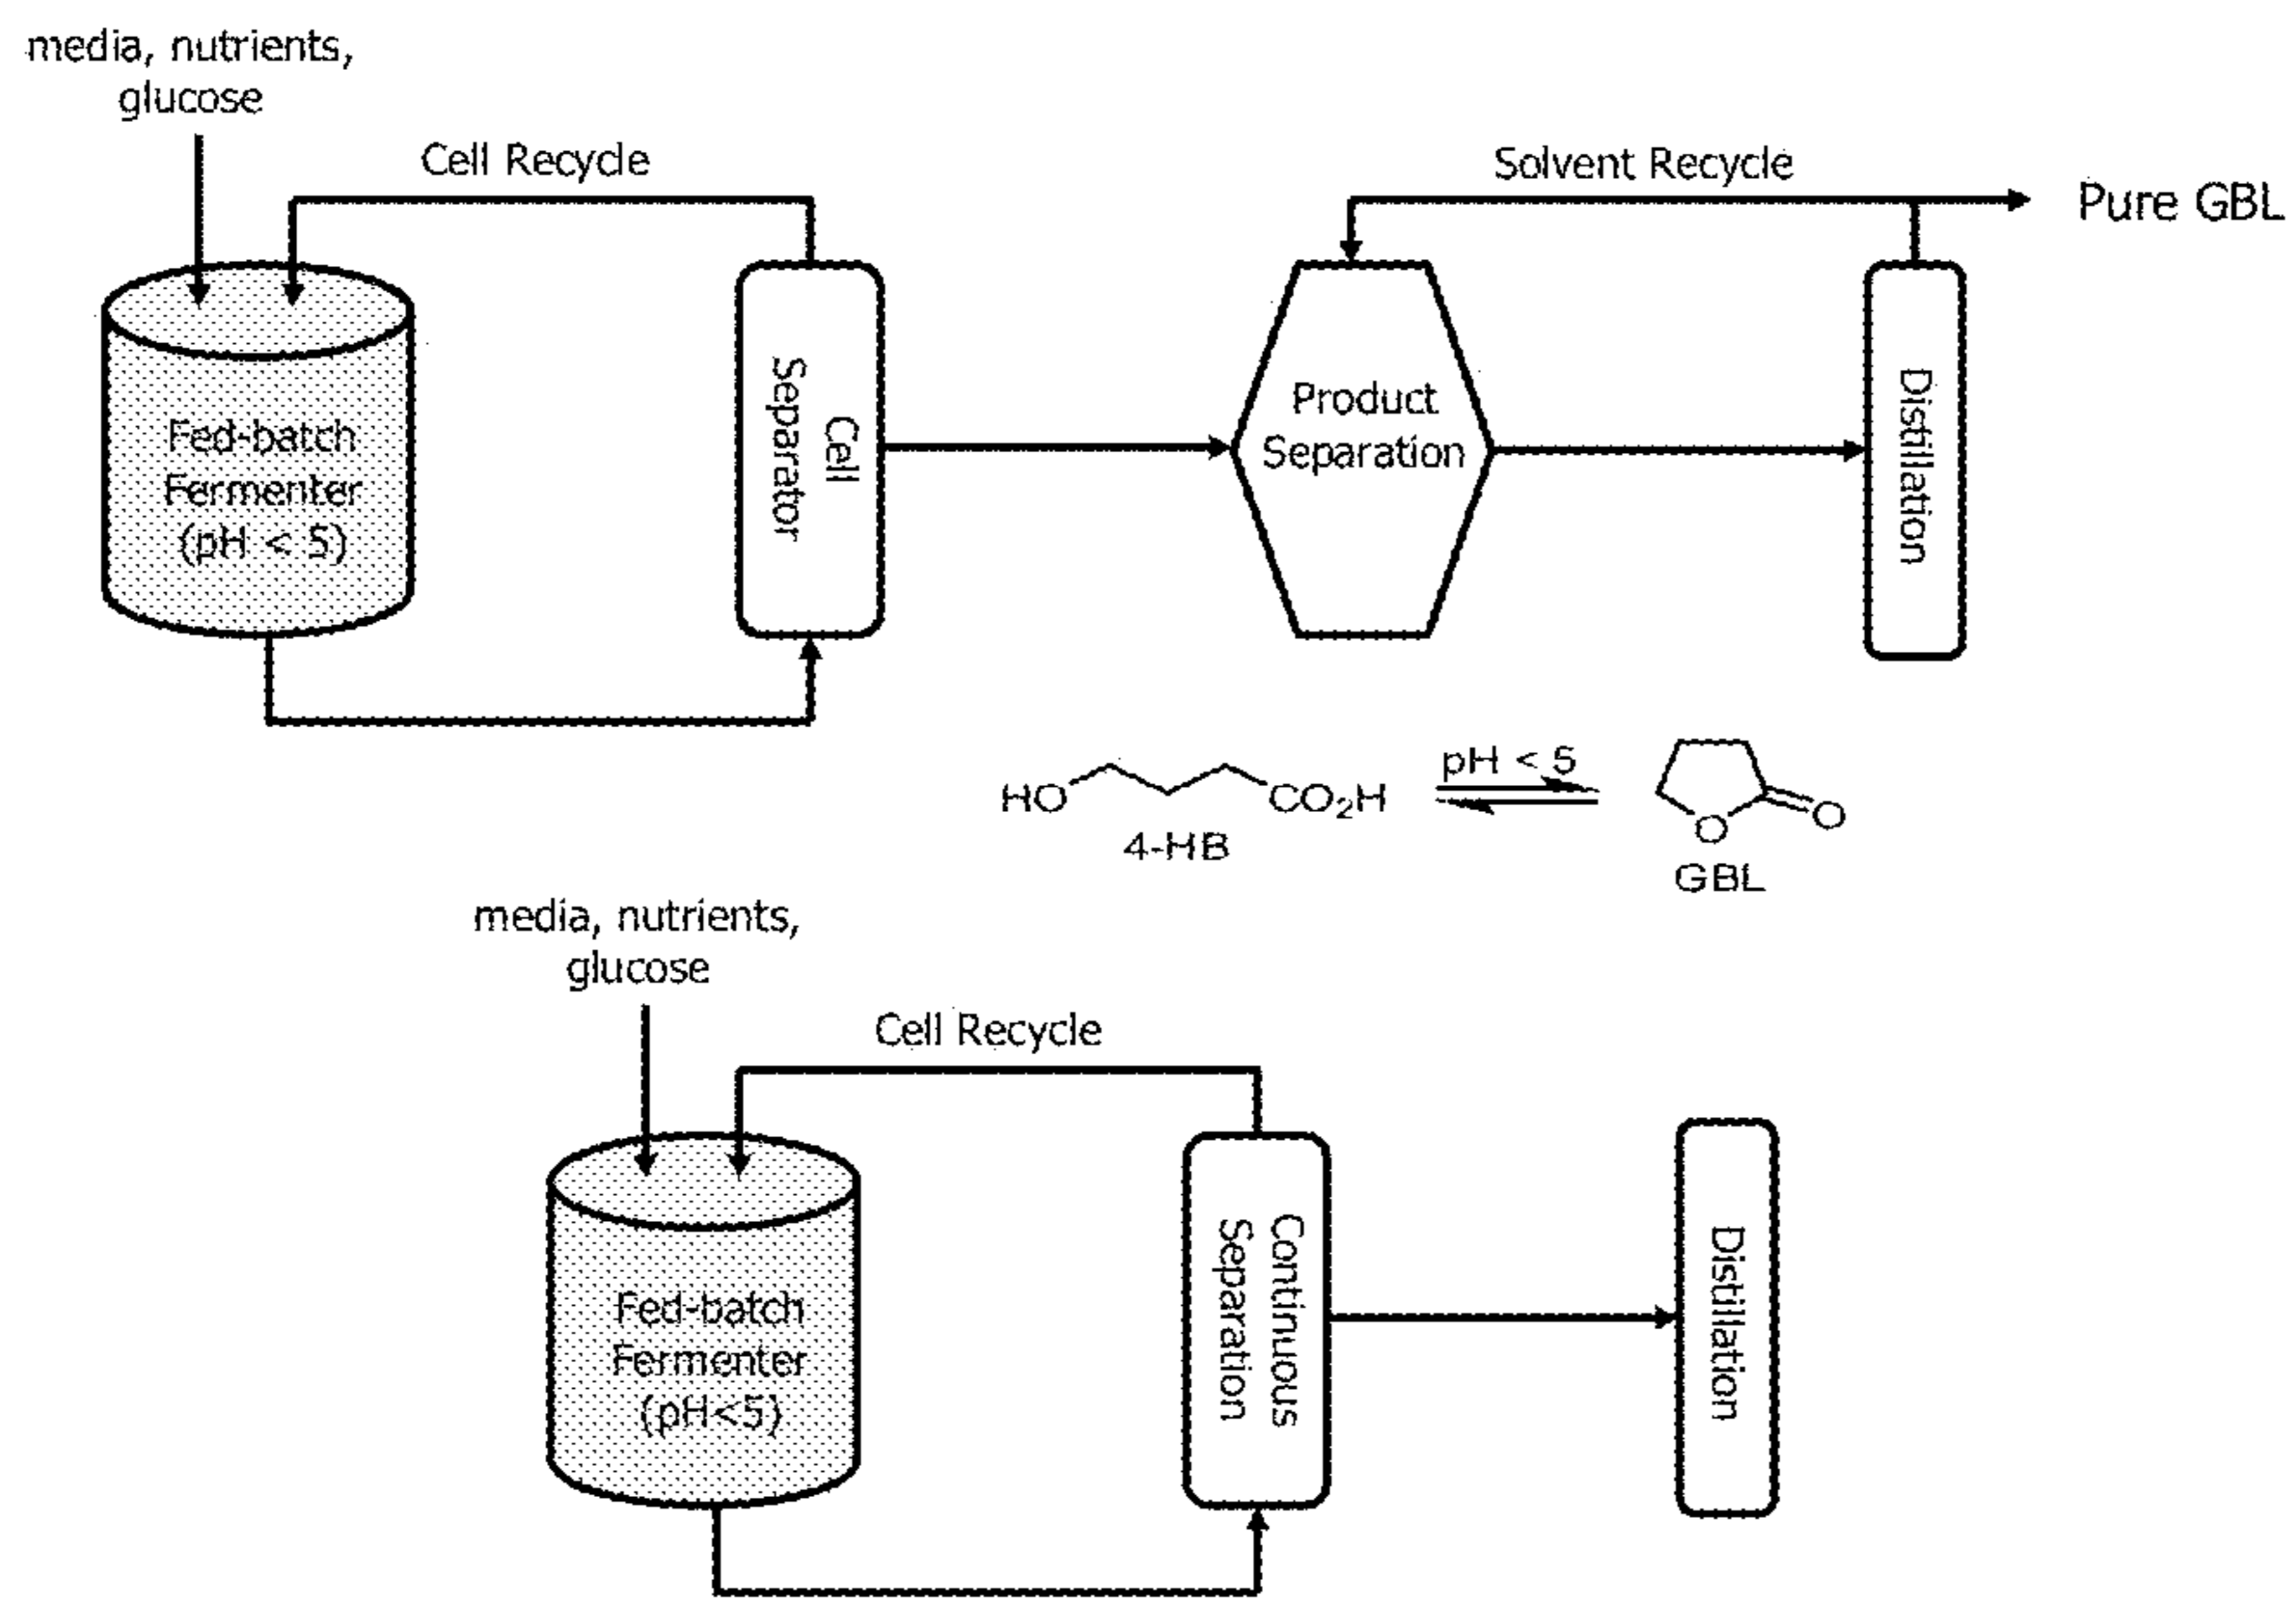 media, nutrients,
glucose
Cell Recycle
Solvent Recycle
Pure GBL
Fed-batch
Fermenter
(pH < 5)
Cell
Separator
Product
Separation
Distillation
HO
CO2H
4-HB
pH < 5
O
O
GBL
media, nutrients,
glucose
Cell Recycle
Fed-batch
Fermenter
(pH<5)
Continuous
Separation
Distillation